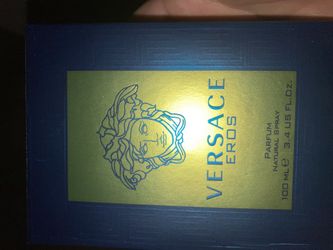 VERSACE
EROS
PARFUM
NATURAL SPRAY
100 ML℮ 3.4 US FL.OZ.